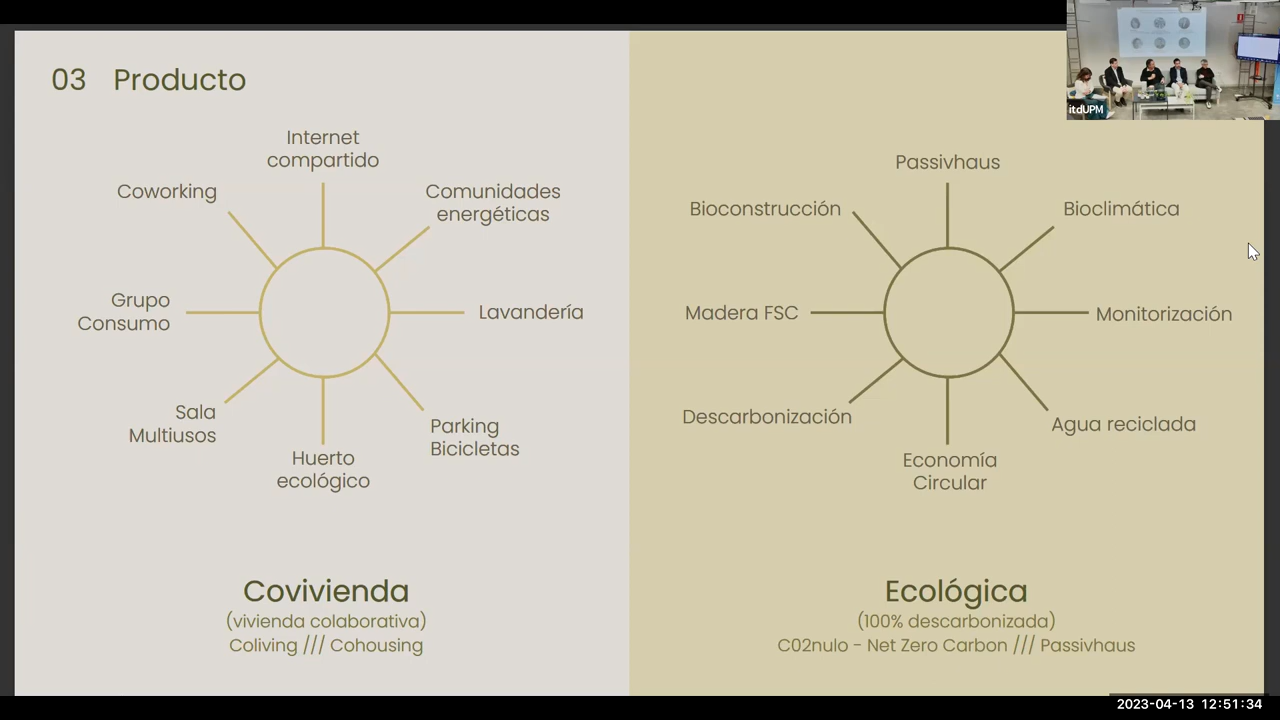 03 Producto
Internet
compartido
Coworking
Comunidades
energéticas
Grupo
Consumo
Lavandería
Sala
Multiusos
Parking
Bicicletas
Huerto
ecológico
Covivienda
(vivienda colaborativa)
Coliving /// Cohousing
Passivhaus
Bioconstrucción
Bioclimática
Madera FSC
Monitorización
Descarbonización
Agua reciclada
Economía
Circular
Ecológica
(100% descarbonizada)
C02nulo - Net Zero Carbon /// Passivhaus
itdUPM
2023-04-13 12:51:34